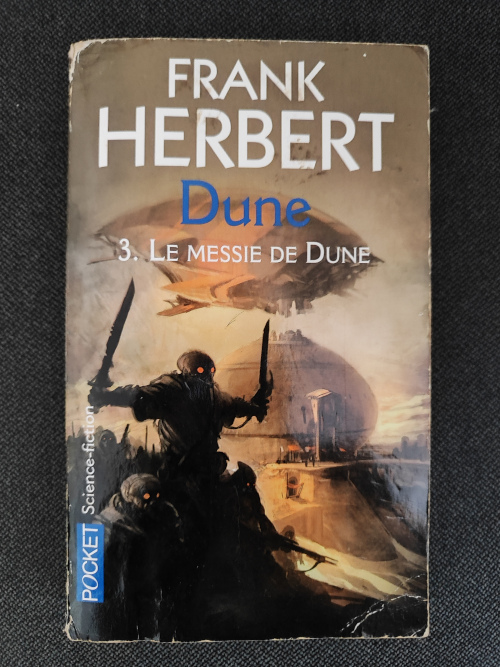 FRANK
HERBERT
Dune
3. LE MESSIE DE DUNE
POCKET Science-fiction